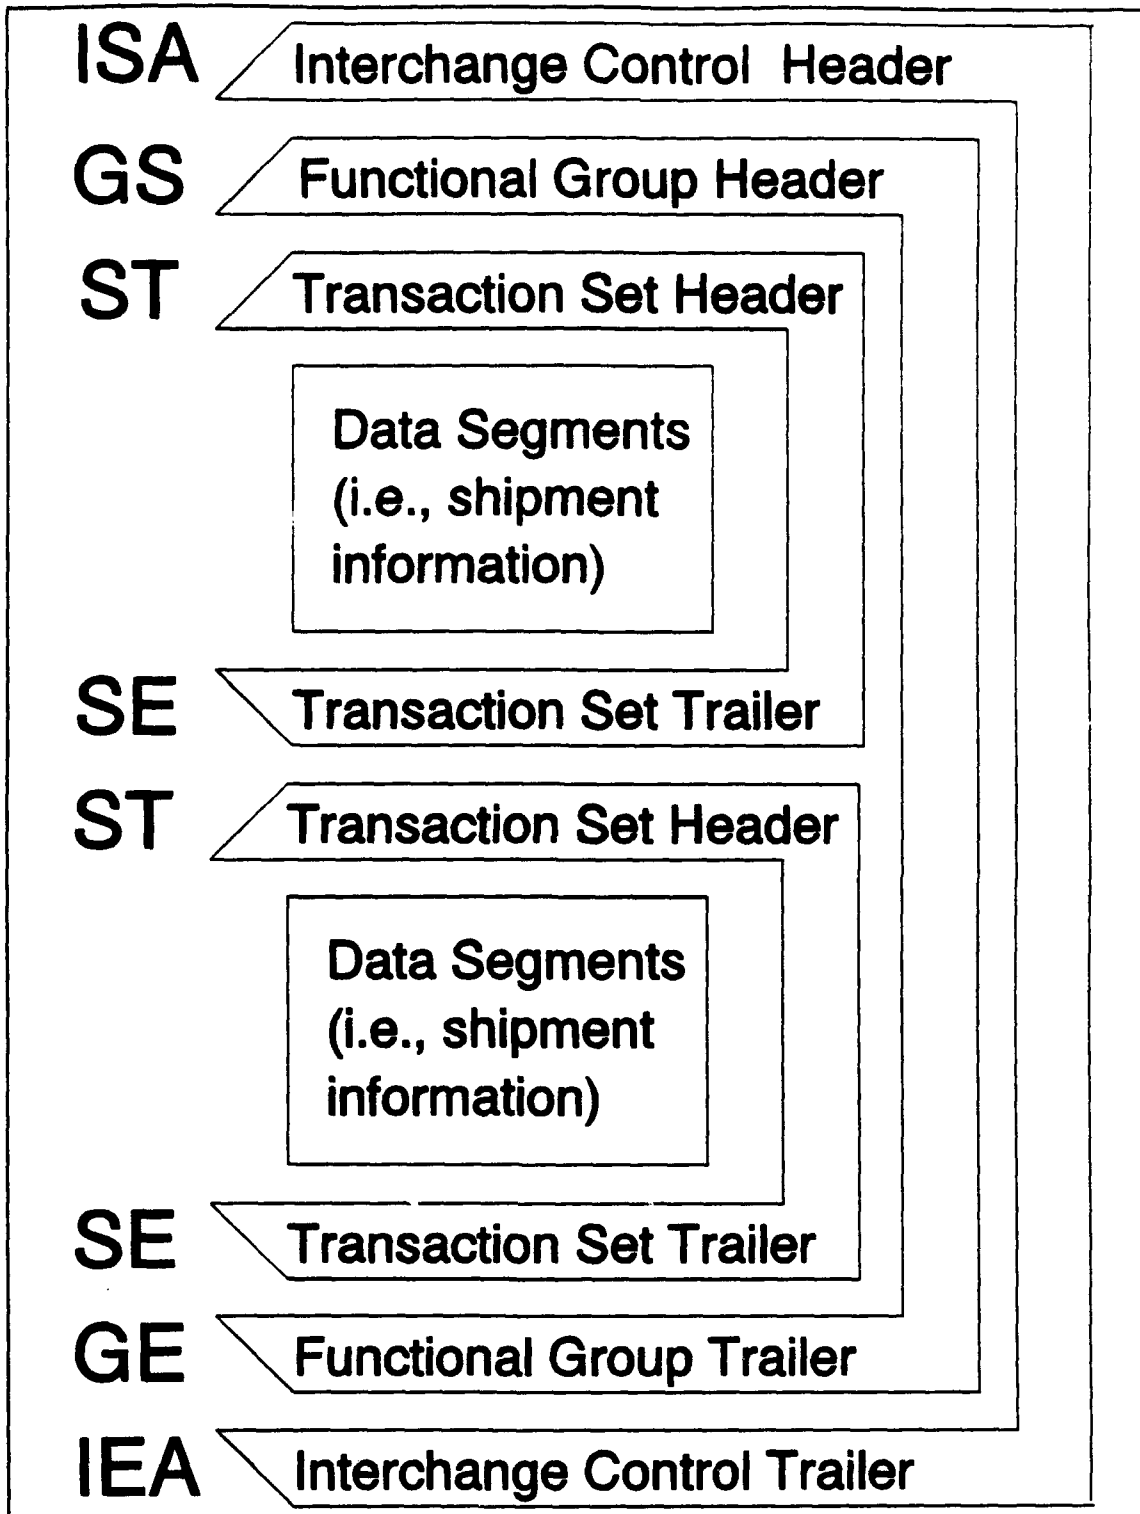 ISA Interchange Control Header
GS Functional Group Header
ST Transaction Set Header
Data Segments
(i.e., shipment
information)
SE Transaction Set Trailer
ST Transaction Set Header
Data Segments
(i.e., shipment
information)
SE Transaction Set Trailer
GE Functional Group Trailer
IEA Interchange Control Trailer